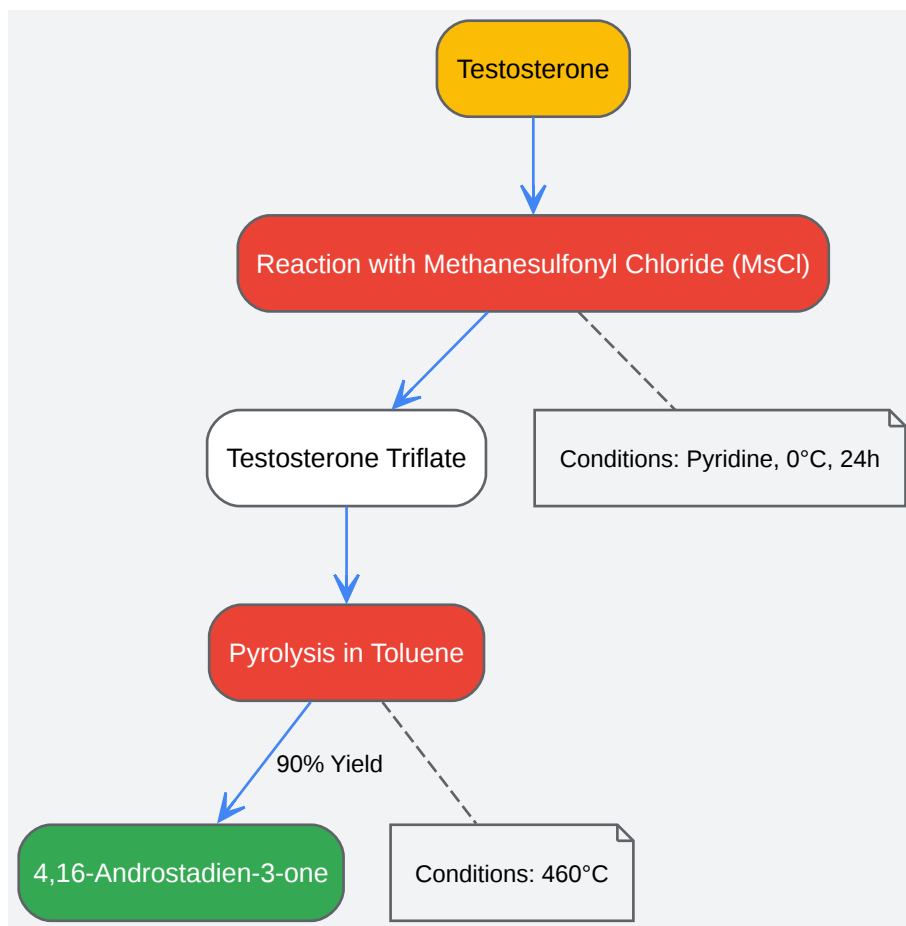 Testosterone
Reaction with Methanesulfonyl Chloride (MsCl)
Testosterone Triflate
Conditions: Pyridine, 0°C, 24h
Pyrolysis in Toluene
90% Yield
4,16-Androstadien-3-one
Conditions: 460°C